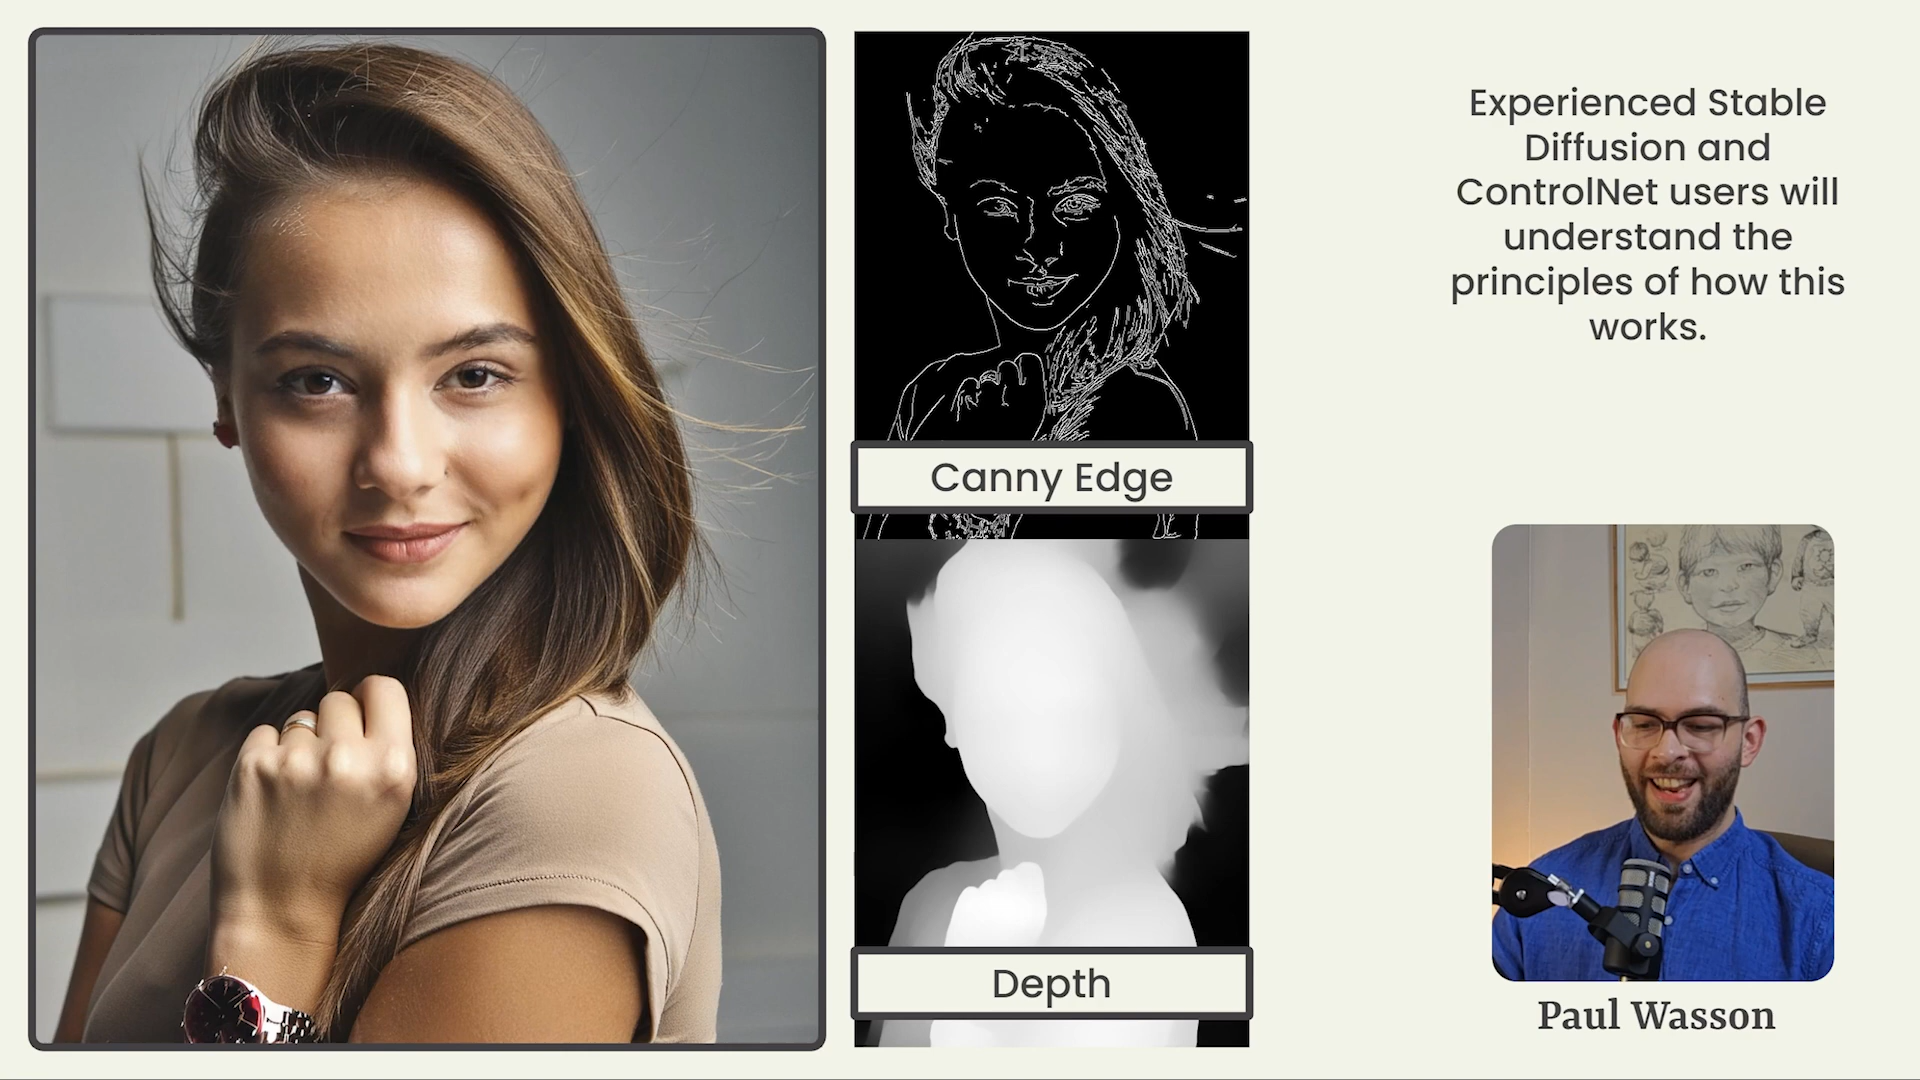 Experienced Stable
Diffusion and
ControlNet users will
understand the
principles of how this
works.
Canny Edge
Depth
Paul Wasson